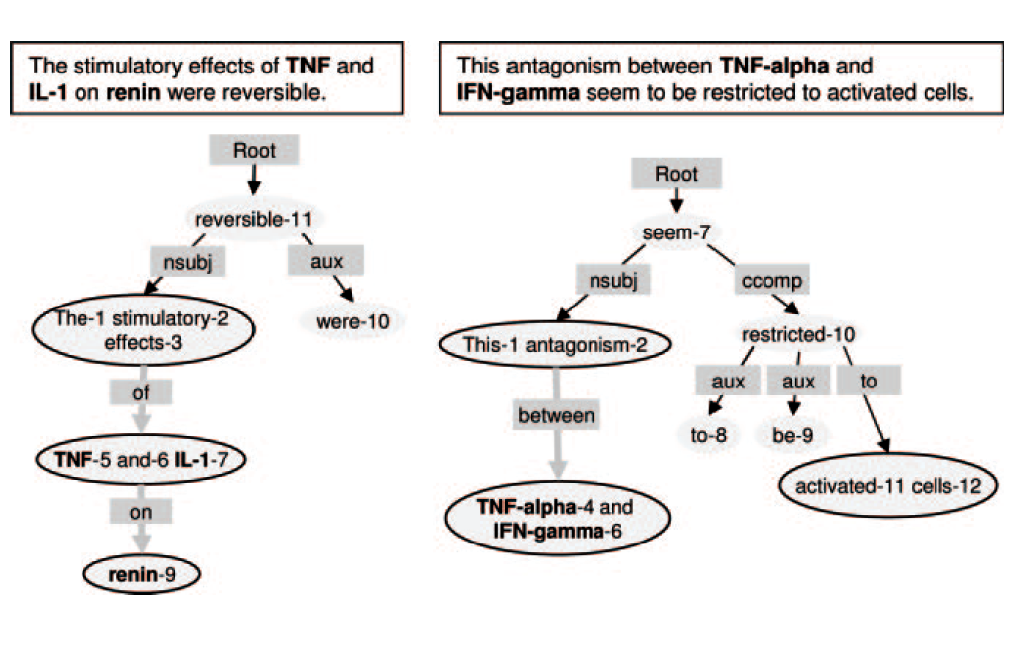 The stimulatory effects of TNF and
IL-1 on renin were reversible.
Root
reversible-11
nsubj
aux
The-1 stimulatory-2
effects-3
were-10
of
TNF-5 and-6 IL-1-7
on
renin-9
This antagonism between TNF-alpha and
IFN-gamma seem to be restricted to activated cells.
Root
seem-7
nsubj
ccomp
This-1 antagonism-2
restricted-10
between
aux
aux
to
to-8
be-9
TNF-alpha-4 and
IFN-gamma-6
activated-11 cells-12